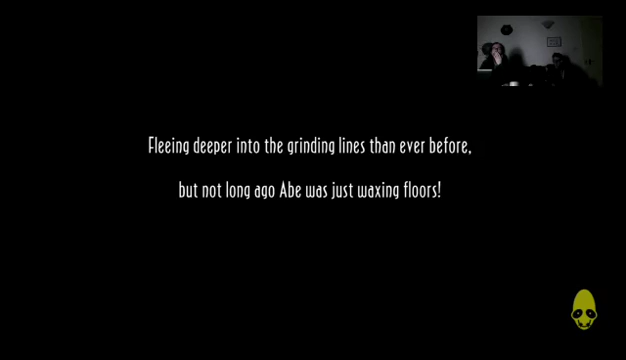 Fleeing deeper into the grinding lines than ever before,
but not long ago Abe was just waxing floors!